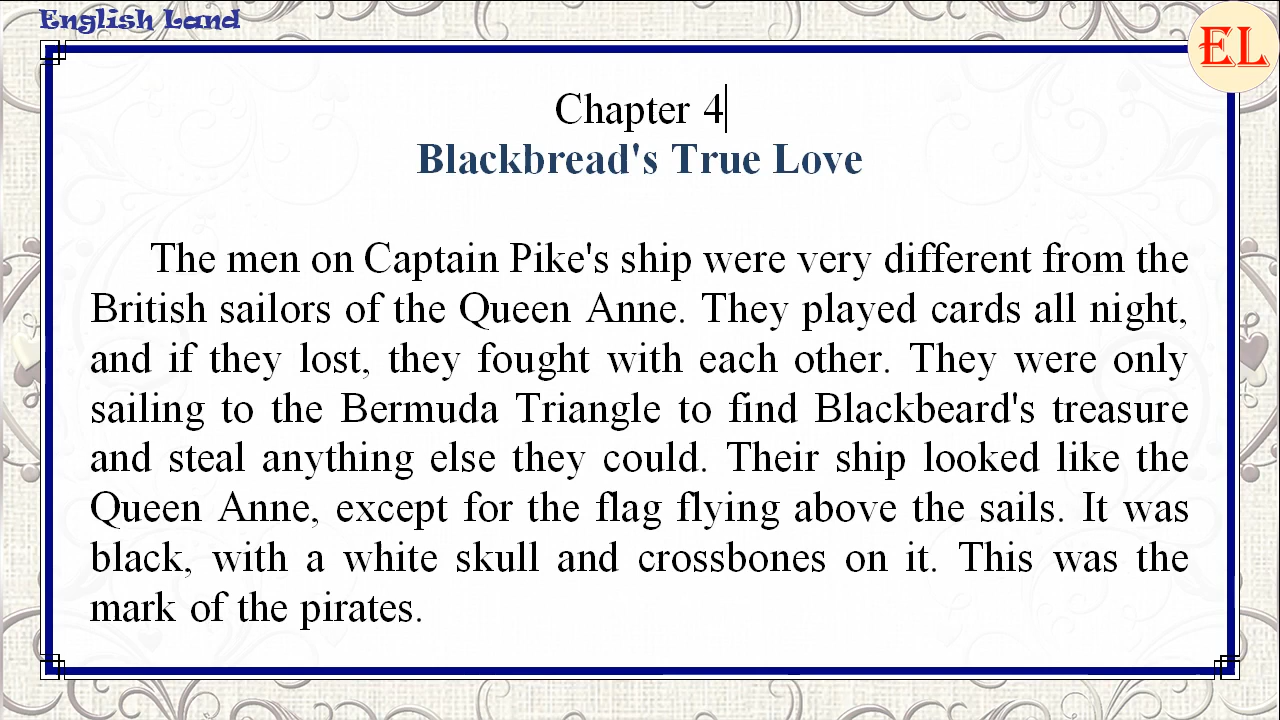 English Land
EL
Chapter 4
Blackbread's True Love
The men on Captain Pike's ship were very different from the
British sailors of the Queen Anne. They played cards all night,
and if they lost, they fought with each other. They were only
sailing to the Bermuda Triangle to find Blackbeard's treasure
and steal anything else they could. Their ship looked like the
Queen Anne, except for the flag flying above the sails. It was
black, with a white skull and crossbones on it. This was the
mark of the pirates.